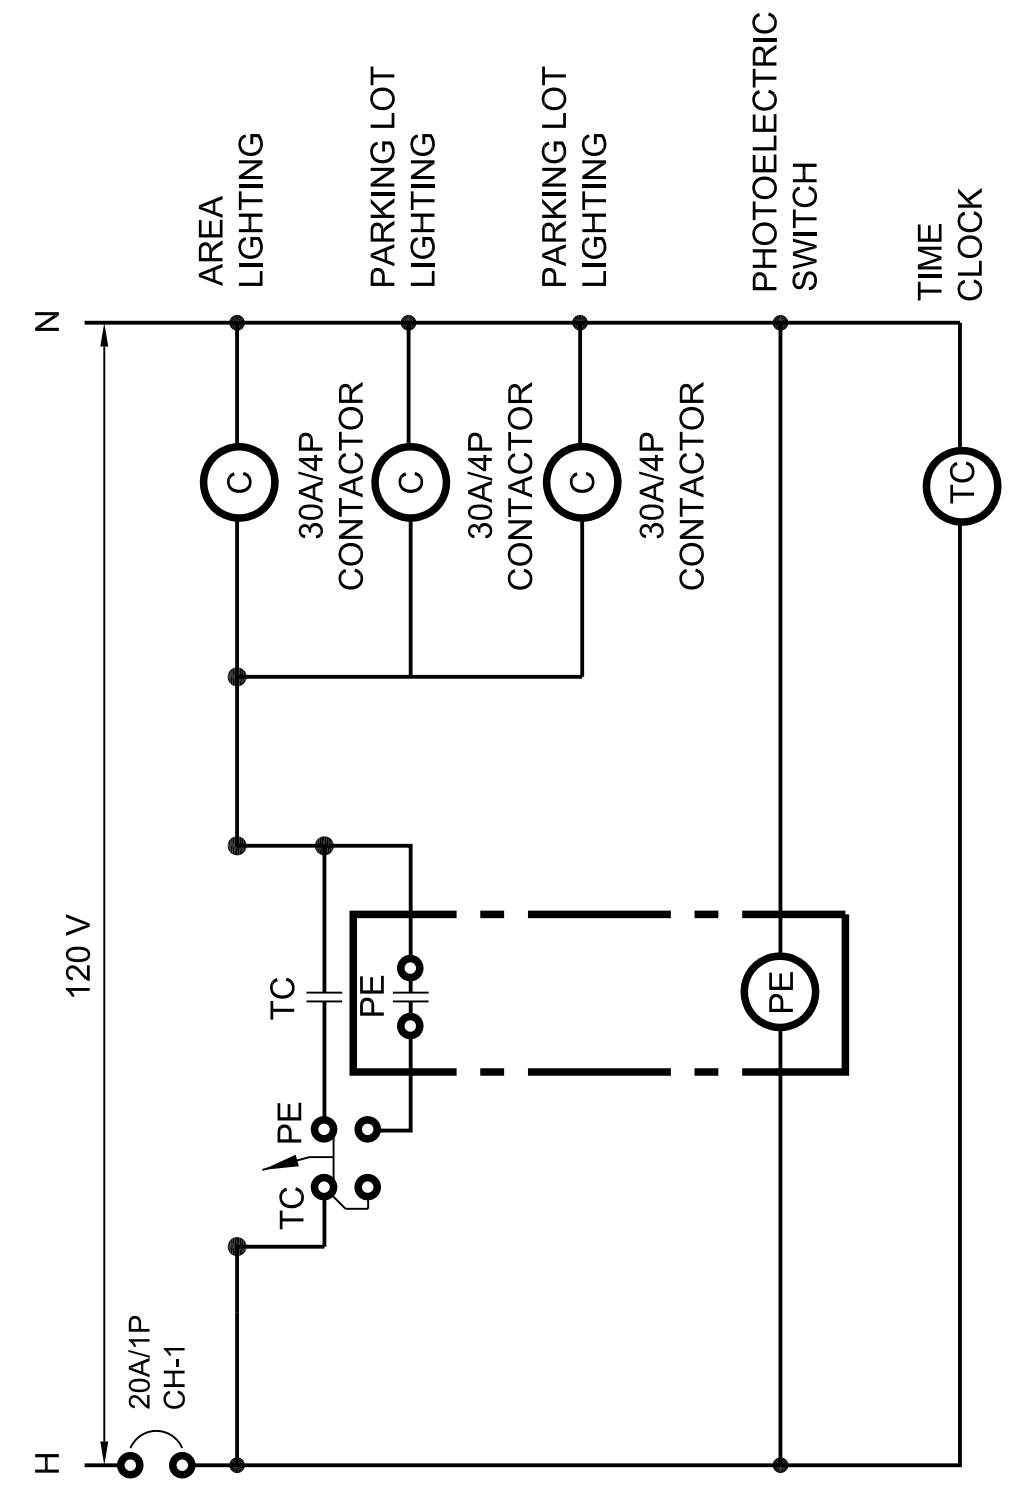 H
120 V
N
20A/1P
CH-1
TC
PE
TC
PE
C
30A/4P
CONTACTOR
AREA
LIGHTING
C
30A/4P
CONTACTOR
PARKING LOT
LIGHTING
C
30A/4P
CONTACTOR
PARKING LOT
LIGHTING
PE
PHOTOELECTRIC
SWITCH
TC
TIME
CLOCK